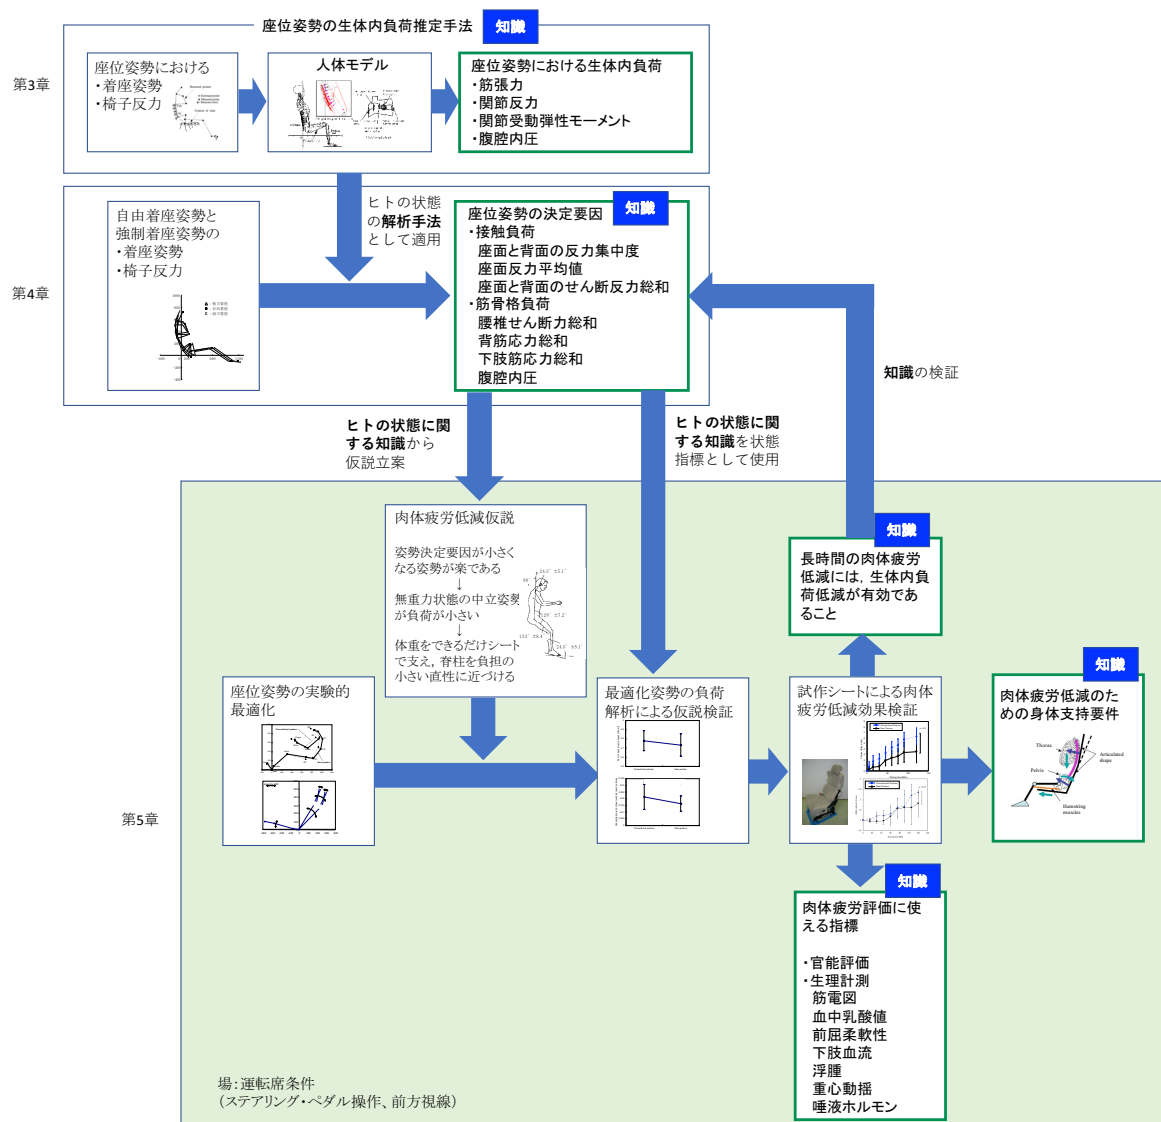 座位姿勢の生体内負荷推定手法
知識
第3章
座位姿勢における
・着座姿勢
・椅子反力
人体モデル
座位姿勢における生体内負荷
・筋張力
・関節反力
・関節受動弾性モーメント
・腹腔内圧
ヒトの状態
の解析手法
として適用
第4章
自由着座姿勢と
強制着座姿勢の
・着座姿勢
・椅子反力
知識
座位姿勢の決定要因
・接触負荷
座面と背面の反力集中度
座面反力平均値
座面と背面のせん断反力総和
・筋骨格負荷
腰椎せん断力総和
背筋応力総和
下肢筋応力総和
腹腔内圧
知識の検証
ヒトの状態に関
する知識から
仮説立案
ヒトの状態に関
する知識を状態
指標として使用
第5章
肉体疲労低減仮説
姿勢決定要因が小さく
なる姿勢が楽である
↓
無重力状態の中立姿勢
が負荷が小さい
↓
体重をできるだけシート
で支え，脊柱を負担の
小さい直性に近づける
知識
長時間の肉体疲労
低減には，生体内負
荷低減が有効であ
ること
座位姿勢の実験的
最適化
最適化姿勢の負荷
解析による仮説検証
試作シートによる肉体
疲労低減効果検証
知識
肉体疲労低減のた
めの身体支持要件
Thorax
Articulated
shape
Pelvis
Hamstring
muscles
知識
肉体疲労評価に使
える指標
・官能評価
・生理計測
筋電図
血中乳酸値
前屈柔軟性
下肢血流
浮腫
重心動揺
唾液ホルモン
場：運転席条件
（ステアリング・ペダル操作、前方視線）